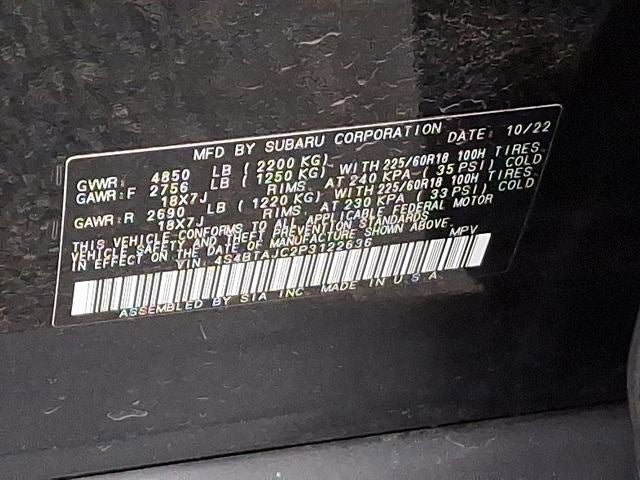 MFD BY SUBARU CORPORATION DATE: 10/22
GVWR: 4850 LB (2200 KG)
GAWR:F 2756 LB (1250 KG) WITH 225/60R18 100H TIRES.
18X7J RIMS. AT 240 KPA (35 PSI) COLD
GAWR:R 2690 LB (1220 KG) WITH 225/60R18 100H TIRES.
18X7J RIMS. AT 230 KPA (33 PSI) COLD
THIS VEHICLE CONFORMS TO ALL APPLICABLE FEDERAL MOTOR
VEHICLE SAFETY AND THEFT PREVENTION STANDARDS
IN EFFECT ON THE DATE OF MANUFACTURE SHOWN ABOVE.
VIN. 4S4BTAJC2P3122636 MPV
ASSEMBLED BY SIA INC. MADE IN U.S.A